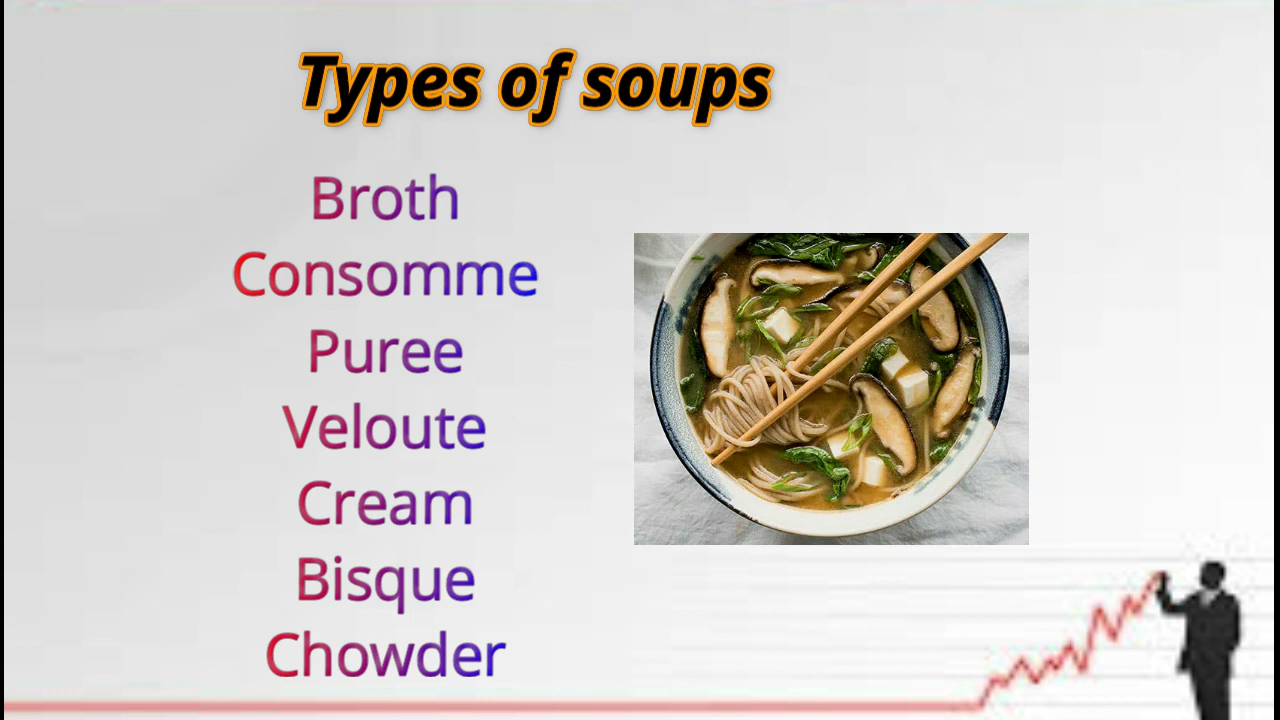 Types of soups
Broth
Consomme
Puree
Veloute
Cream
Bisque
Chowder